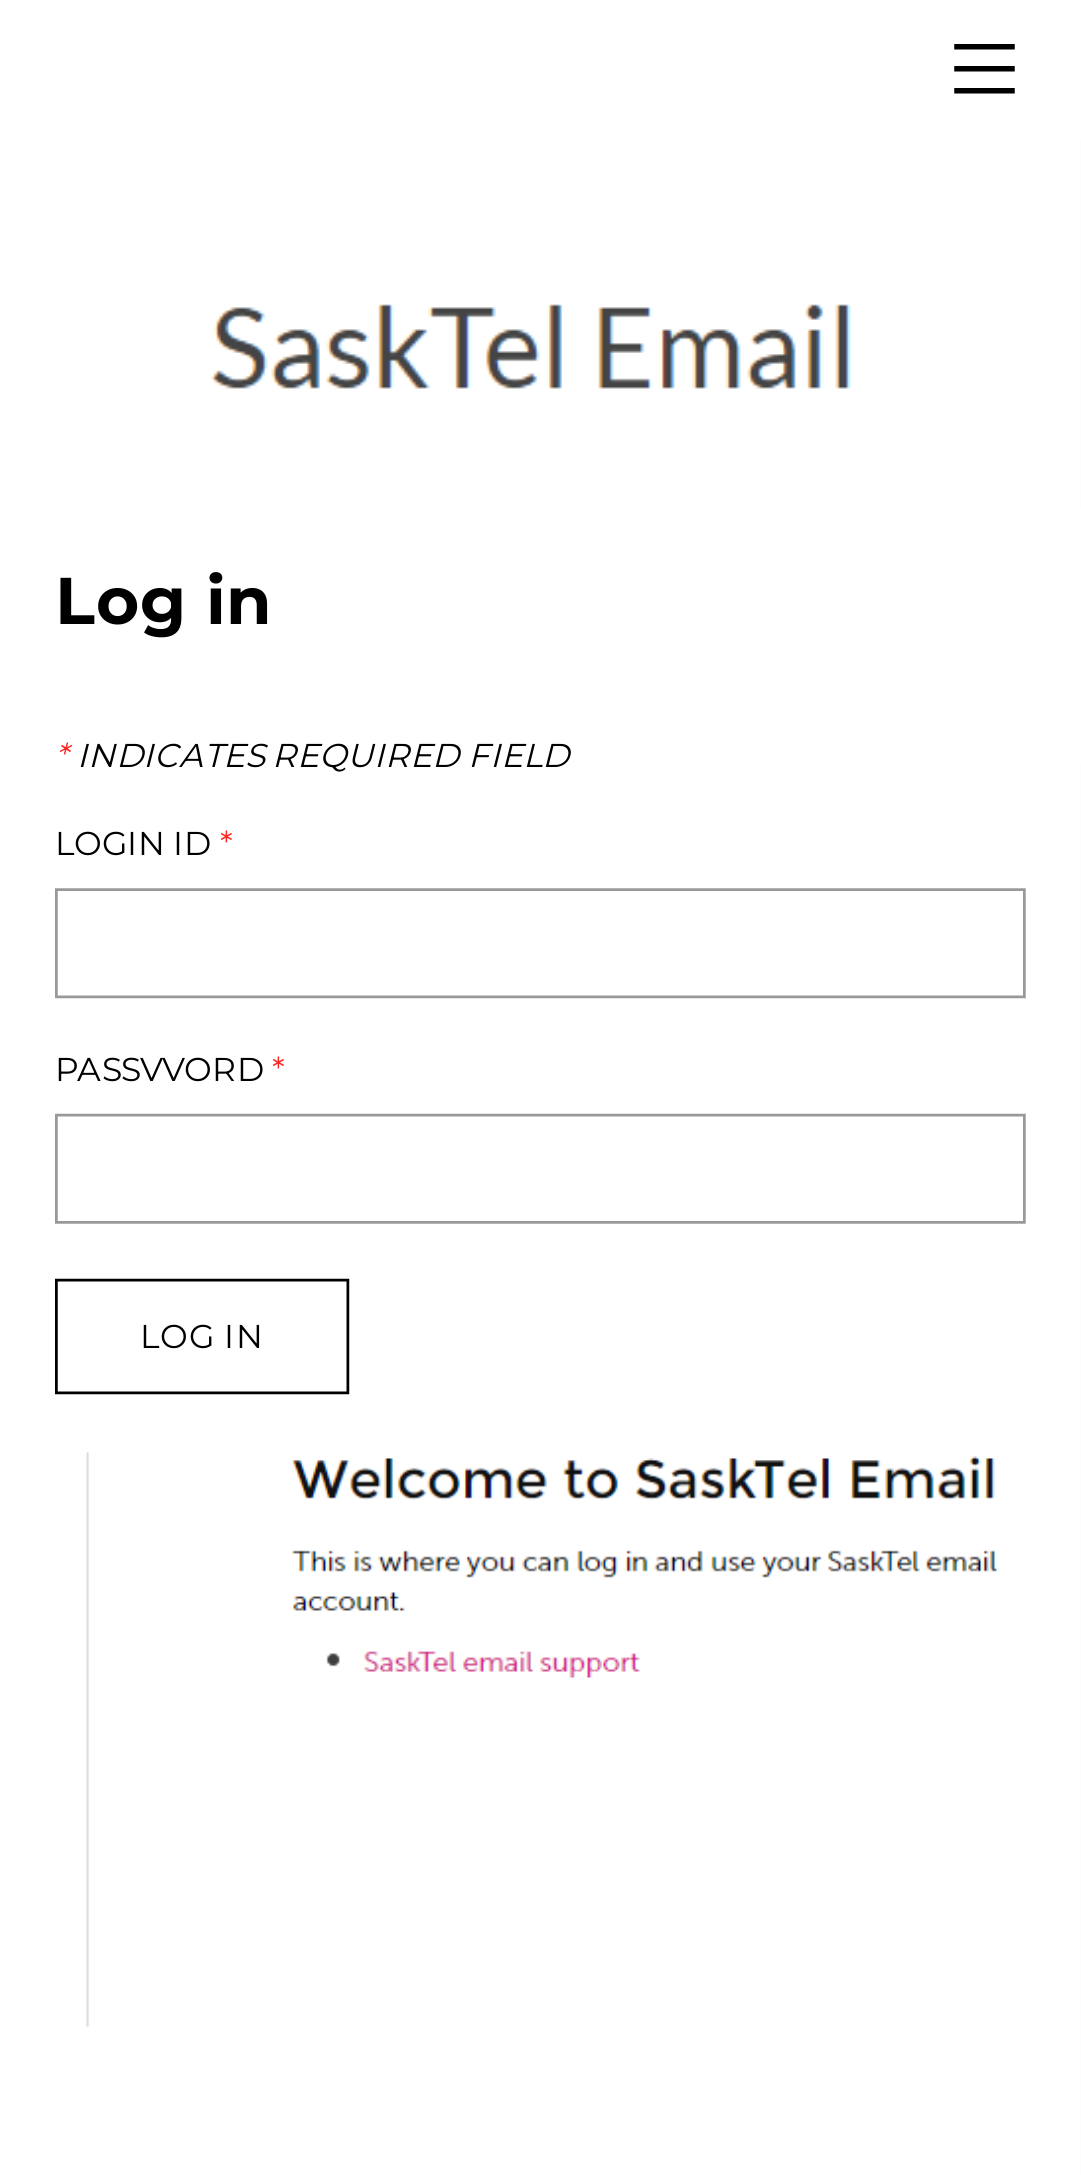 SaskTel Email
Log in
* INDICATES REQUIRED FIELD
LOGIN ID *
PASSVVORD *
LOG IN
Welcome to SaskTel Email
This is where you can log in and use your SaskTel email
account.
• SaskTel email support